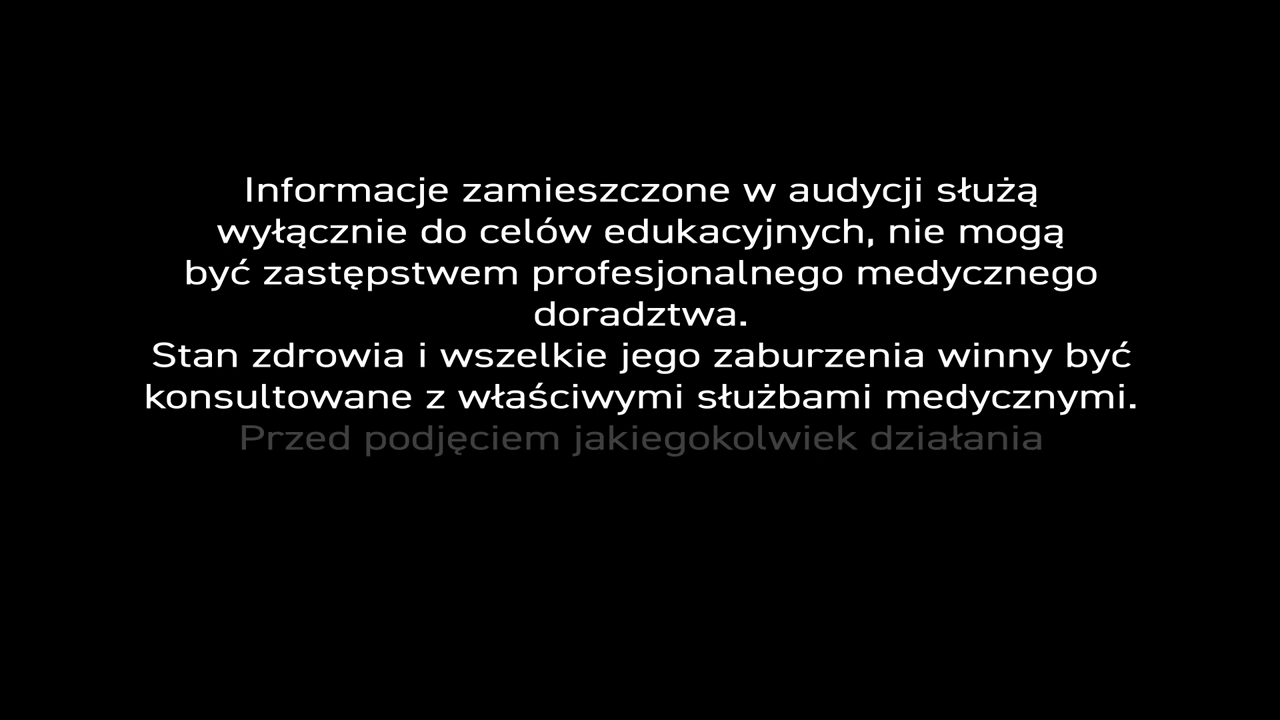 Informacje zamieszczone w audycji służą
wyłącznie do celów edukacyjnych, nie mogą
być zastępstwem profesjonalnego medycznego
doradztwa.
Stan zdrowia i wszelkie jego zaburzenia winny być
konsultowane z właściwymi służbami medycznymi.
Przed podjęciem jakiegokolwiek działania